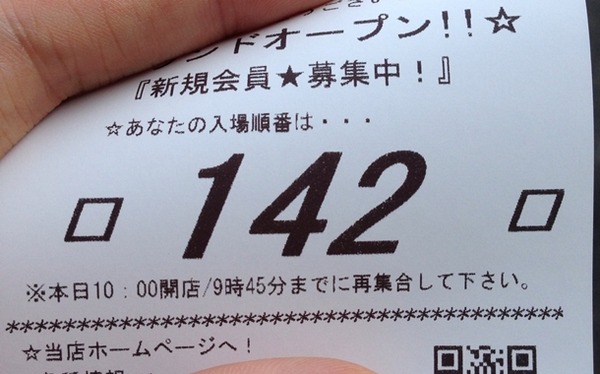 ンドオープン!!☆
『新規会員★募集中！』
☆あなたの入場順番は・・・
142
※本日10：00開店/9時45分までに再集合して下さい。
************************************************
☆当店ホームページへ！